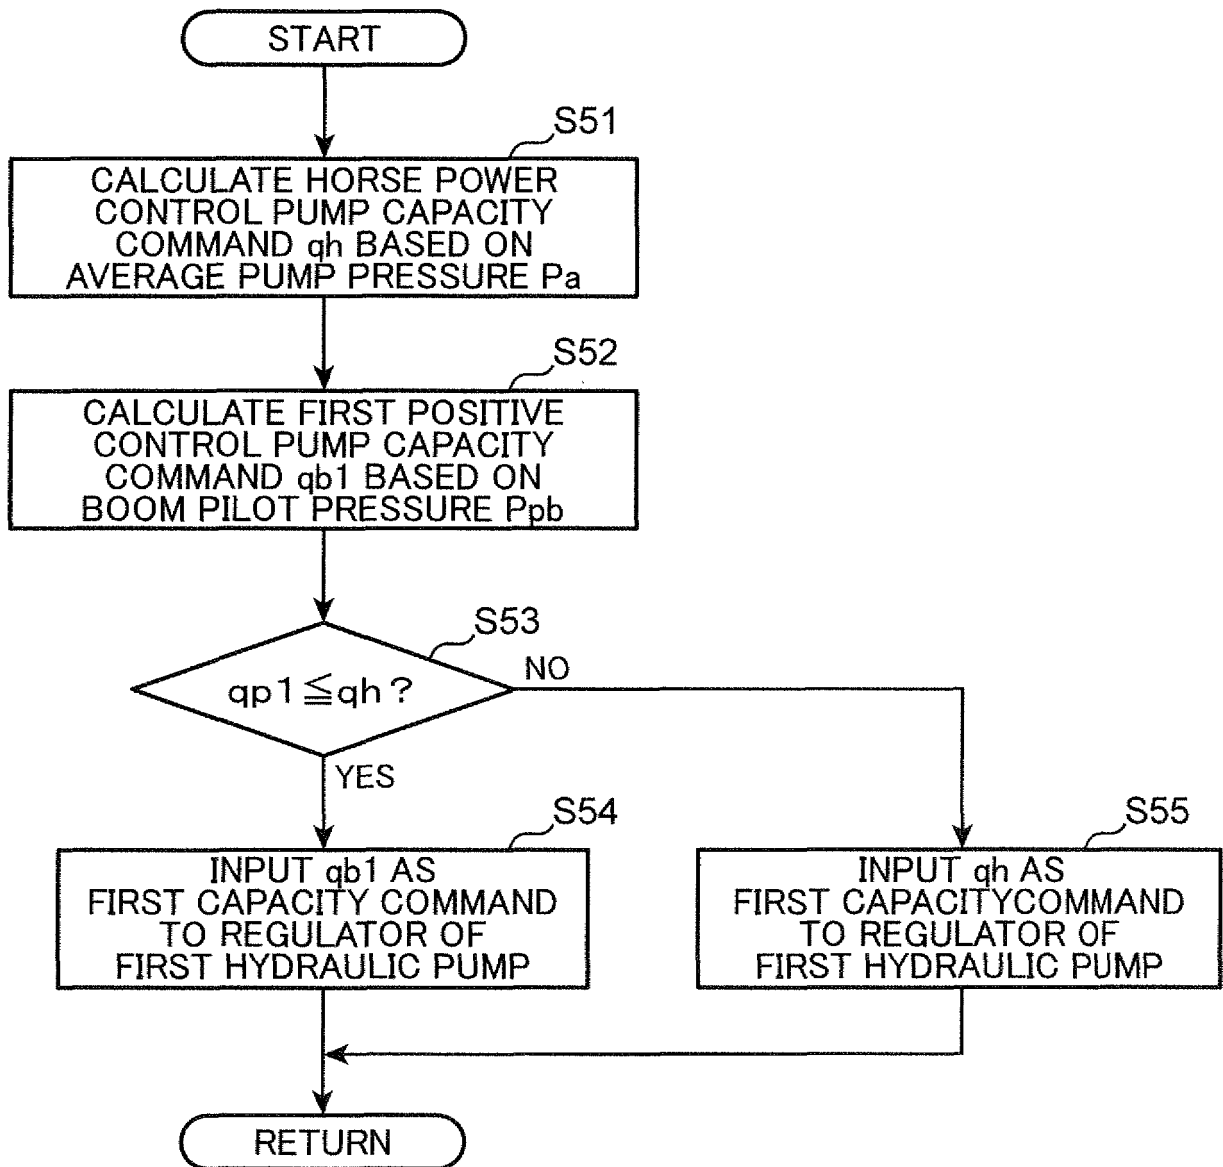 START
S51
CALCULATE HORSE POWER
CONTROL PUMP CAPACITY
COMMAND qh BASED ON
AVERAGE PUMP PRESSURE Pa
S52
CALCULATE FIRST POSITIVE
CONTROL PUMP CAPACITY
COMMAND qb1 BASED ON
BOOM PILOT PRESSURE Ppb
S53
qp1≦qh?
NO
YES
S54
INPUT qb1 AS
FIRST CAPACITY COMMAND
TO REGULATOR OF
FIRST HYDRAULIC PUMP
S55
INPUT qh AS
FIRST CAPACITYCOMMAND
TO REGULATOR OF
FIRST HYDRAULIC PUMP
RETURN